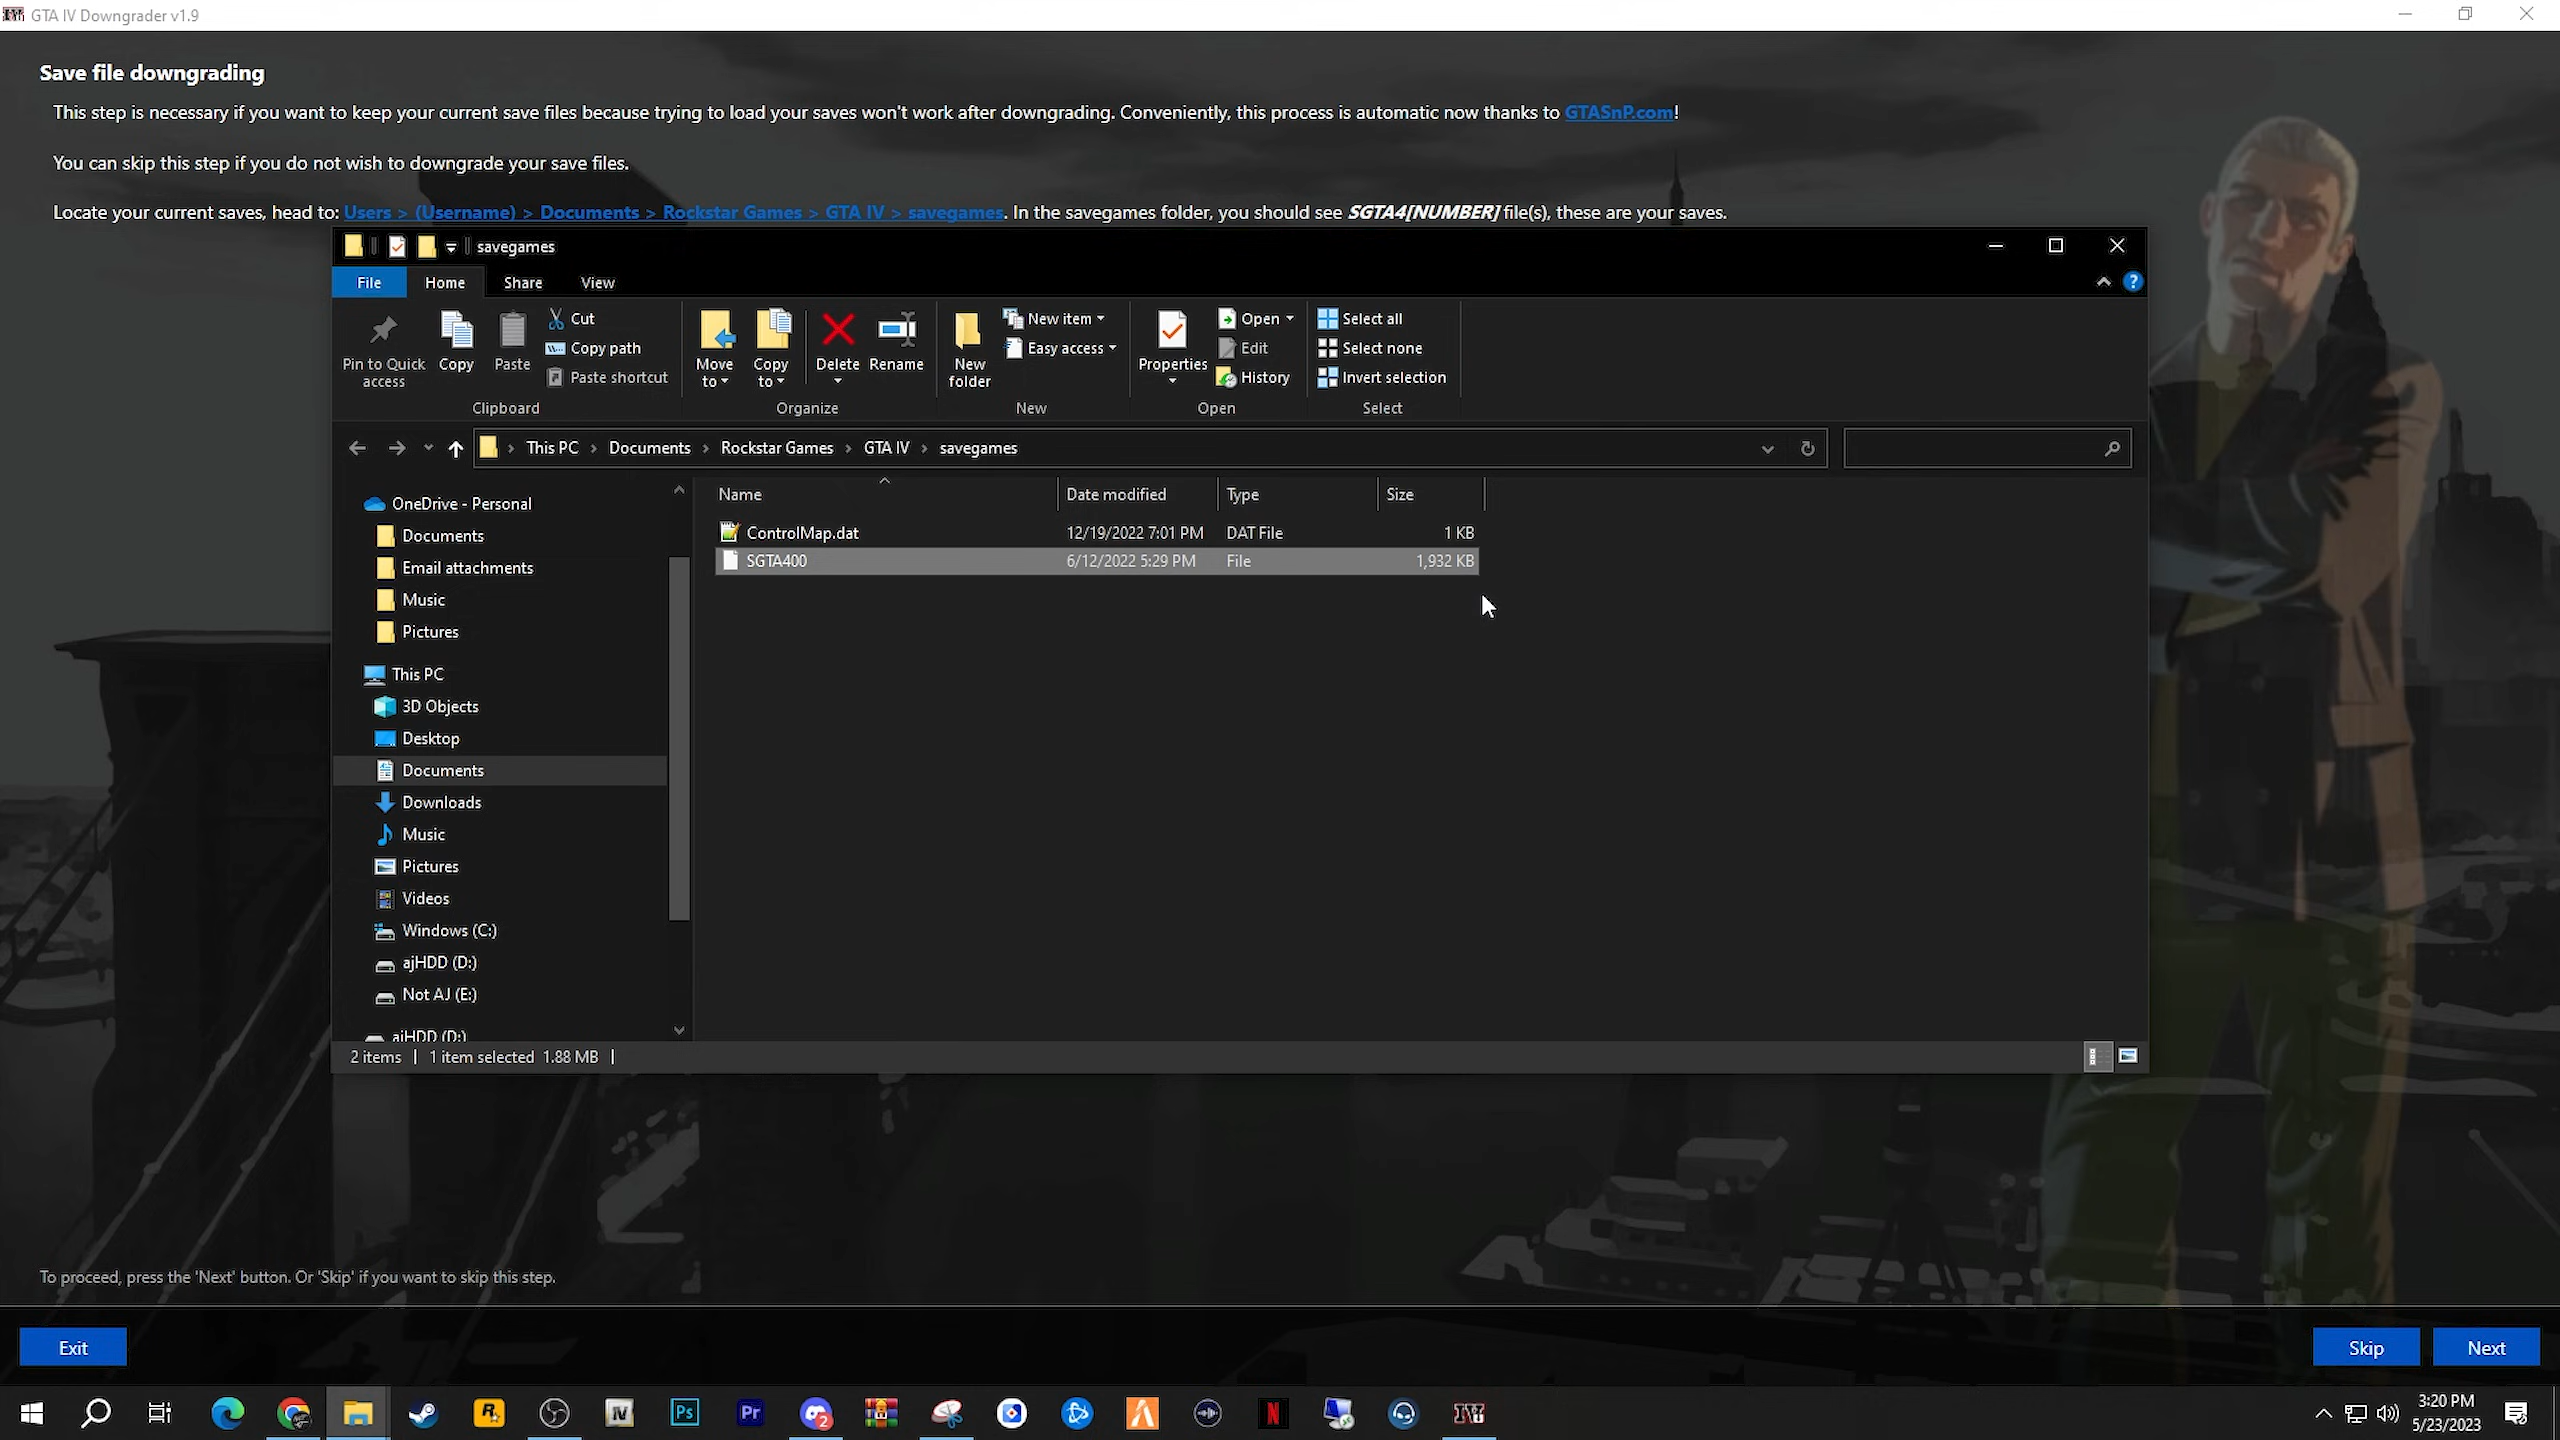 GTA IV Downgrader v1.9
Save file downgrading
This step is necessary if you want to keep your current save files because trying to load your saves won't work after downgrading. Conveniently, this process is automatic now thanks to GTASnP.com!
You can skip this step if you do not wish to downgrade your save files.
Locate your current saves, head to: Users > (Username) > Documents > Rockstar Games > GTA IV > savegames. In the savegames folder, you should see SGTA4[NUMBER] file(s), these are your saves.
savegames
File Home Share View
Pin to Quick access
Copy
Paste
Cut
Copy path
Paste shortcut
Clipboard
Move to
Copy to
Delete
Rename
Organize
New folder
New item
Easy access
New
Properties
Open
Edit
History
Open
Select all
Select none
Invert selection
Select
This PC > Documents > Rockstar Games > GTA IV > savegames
Name Date modified Type Size
ControlMap.dat 12/19/2022 7:01 PM DAT File 1 KB
SGTA400 6/12/2022 5:29 PM File 1,932 KB
OneDrive - Personal
Documents
Email attachments
Music
Pictures
This PC
3D Objects
Desktop
Documents
Downloads
Music
Pictures
Videos
Windows (C:)
ajHDD (D:)
Not AJ (E:)
ajHDD (D:)
2 items 1 item selected 1.88 MB
To proceed, press the 'Next' button. Or 'Skip' if you want to skip this step.
Exit Skip Next
IV Ps Pr 2 N IV
3:20 PM
5/23/2023